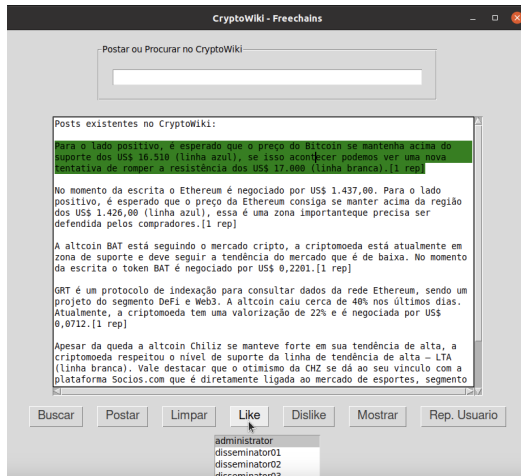 CryptoWiki - Freechains
Postar ou Procurar no CryptoWiki
Posts existentes no CryptoWiki:
Para o lado positivo, é esperado que o preço do Bitcoin se mantenha acima do
suporte dos US$ 16.510 (linha azul), se isso acontecer podemos ver uma nova
tentativa de romper a resistência dos US$ 17.000 (linha branca).[1 rep]
No momento da escrita o Ethereum é negociado por US$ 1.437,00. Para o lado
positivo, é esperado que o preço da Ethereum consiga se manter acima da região
dos US$ 1.426,00 (linha azul), essa é uma zona importanteque precisa ser
defendida pelos compradores.[1 rep]
A altcoin BAT está seguindo o mercado cripto, a criptomoeda está atualmente em
zona de suporte e deve seguir a tendência do mercado que é de baixa. No momento
da escrita o token BAT é negociado por US$ 0,2201.[1 rep]
GRT é um protocolo de indexação para consultar dados da rede Ethereum, sendo um
projeto do segmento DeFi e Web3. A altcoin caiu cerca de 40% nos últimos dias.
Atualmente, a criptomoeda tem uma valorização de 22% e é negociada por US$
0,0712.[1 rep]
Apesar da queda a altcoin Chiliz se manteve forte em sua tendência de alta, a
criptomoeda respeitou o nível de suporte da linha de tendência de alta – LTA
(linha branca). Vale destacar que o otimismo da CHZ se dá ao seu vinculo com a
plataforma Socios.com que é diretamente ligada ao mercado de esportes, segmento
Buscar Postar Limpar Like Dislike Mostrar Rep. Usuario
administrator
disseminator01
disseminator02
disseminator03